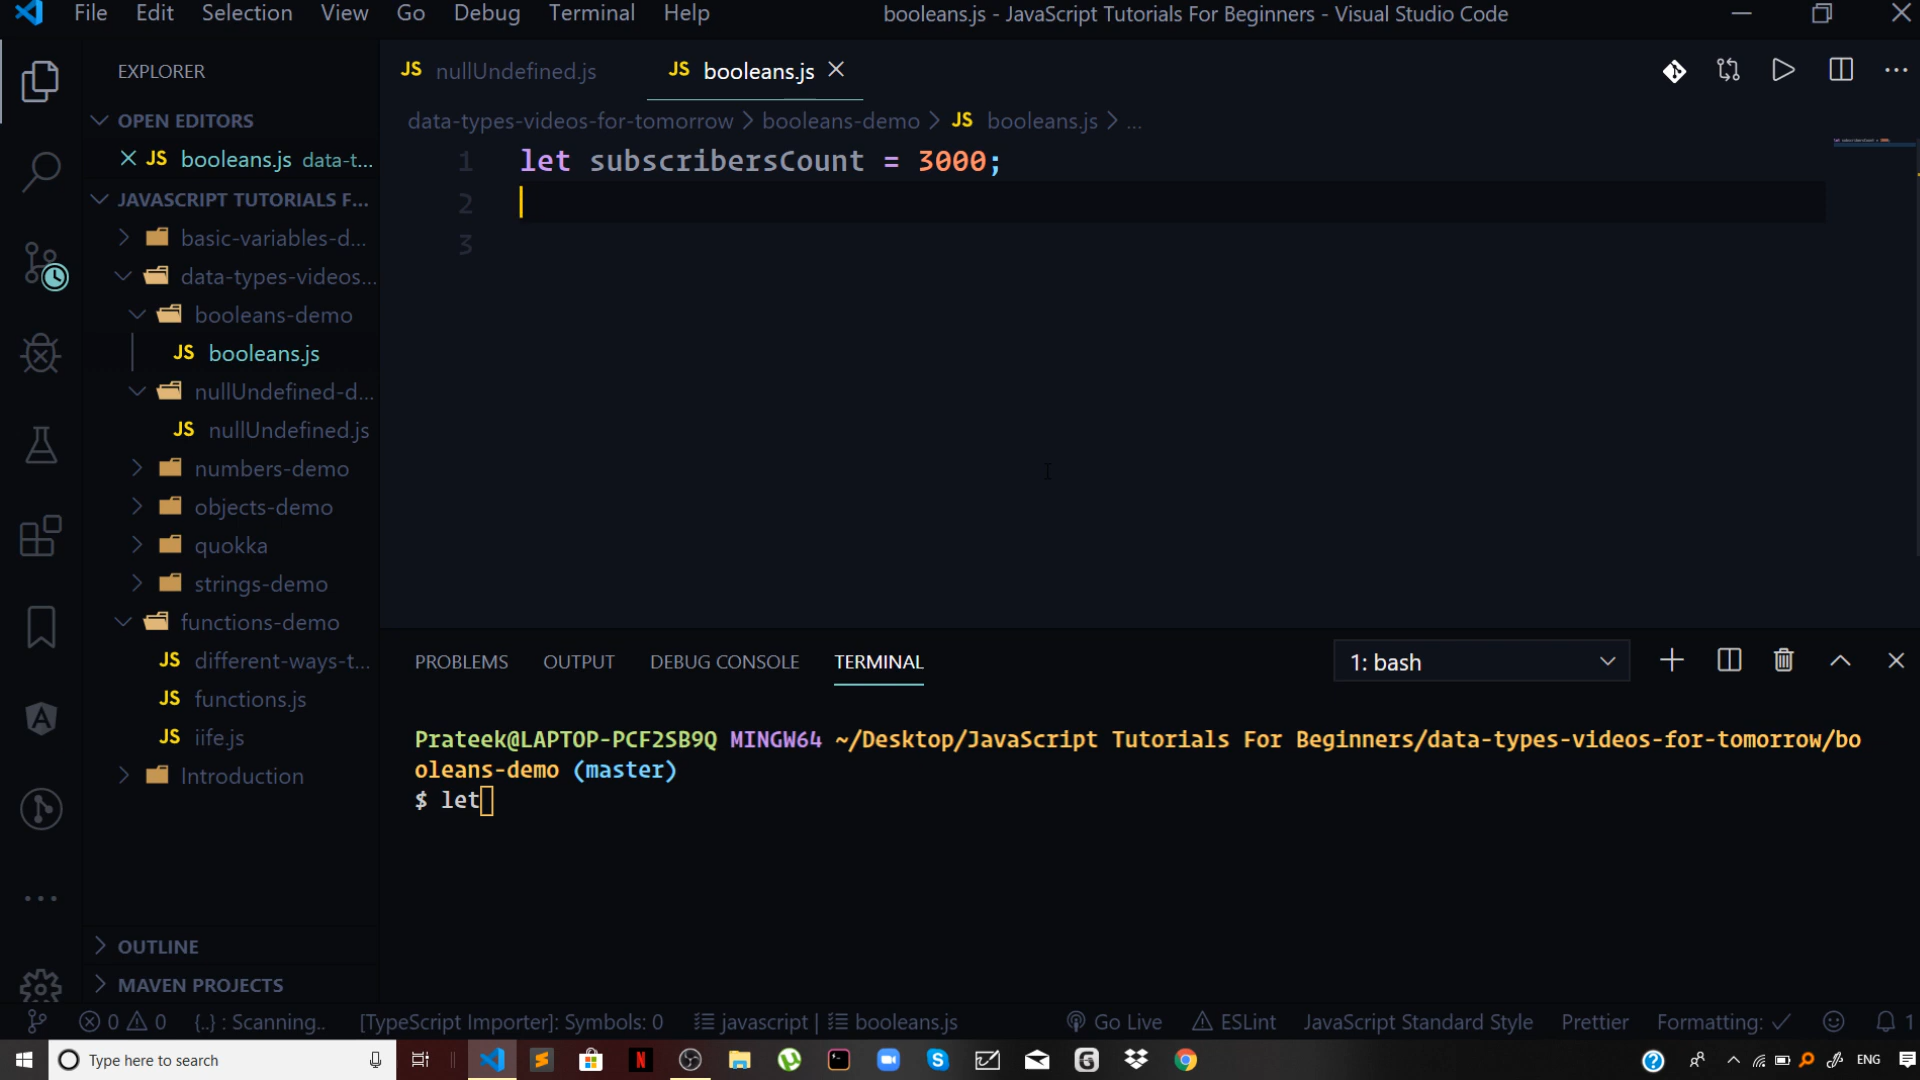 File Edit Selection View Go Debug Terminal Help booleans.js - JavaScript Tutorials For Beginners - Visual Studio Code
EXPLORER
JS nullUndefined.js JS booleans.js
OPEN EDITORS
data-types-videos-for-tomorrow > booleans-demo > JS booleans.js > ...
JS booleans.js data-t...
1 let subscribersCount = 3000;
JAVASCRIPT TUTORIALS F...
2
basic-variables-d...
3
data-types-videos...
booleans-demo
JS booleans.js
nullUndefined-d...
JS nullUndefined.js
numbers-demo
objects-demo
quokka
strings-demo
functions-demo
JS different-ways-t...
JS functions.js
JS iife.js
Introduction
PROBLEMS OUTPUT DEBUG CONSOLE TERMINAL 1: bash
Prateek@LAPTOP-PCF2SB9Q MINGW64 ~/Desktop/JavaScript Tutorials For Beginners/data-types-videos-for-tomorrow/bo
oleans-demo (master)
$ let
OUTLINE
MAVEN PROJECTS
0 0 {..} : Scanning.. [TypeScript Importer]: Symbols: 0 javascript | booleans.js Go Live ESLint JavaScript Standard Style Prettier Formatting: ✓ 1
Type here to search ENG